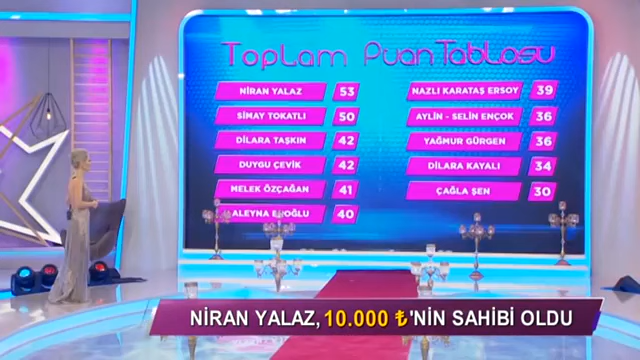 Toplam Puan Tablosu
NİRAN YALAZ 53
SİMAY TOKATLI 50
DİLARA TAŞKIN 42
DUYGU ÇEVİK 42
MELEK ÖZÇAĞAN 41
ALEYNA EROĞLU 40
NAZLI KARATAŞ ERSOY 39
AYLİN - SELİN ENÇOK 36
YAĞMUR GÜRGEN 36
DİLARA KAYALI 34
ÇAĞLA ŞEN 30
NİRAN YALAZ, 10.000 ₺'NİN SAHİBİ OLDU